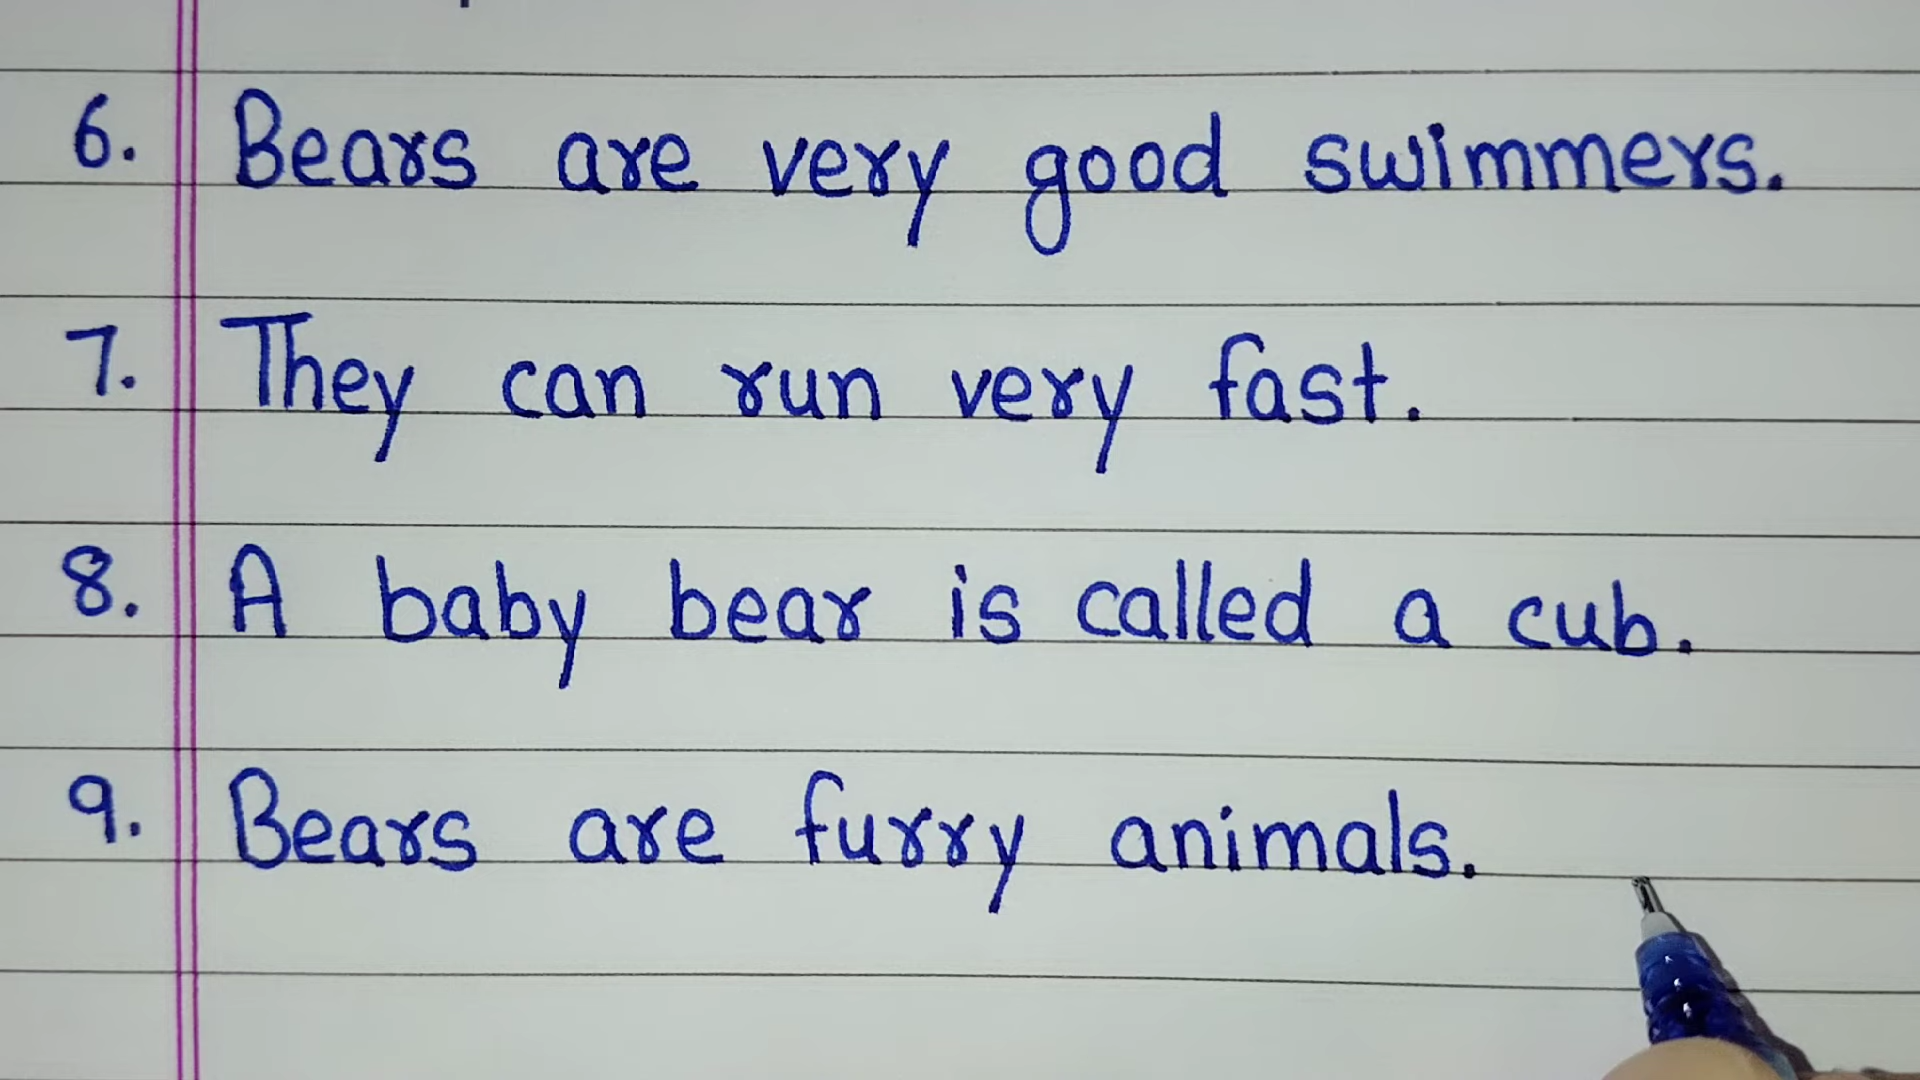 6. Bears are very good swimmers.
7. They can run very fast.
8. A baby bear is called a cub.
9. Bears are furry animals.